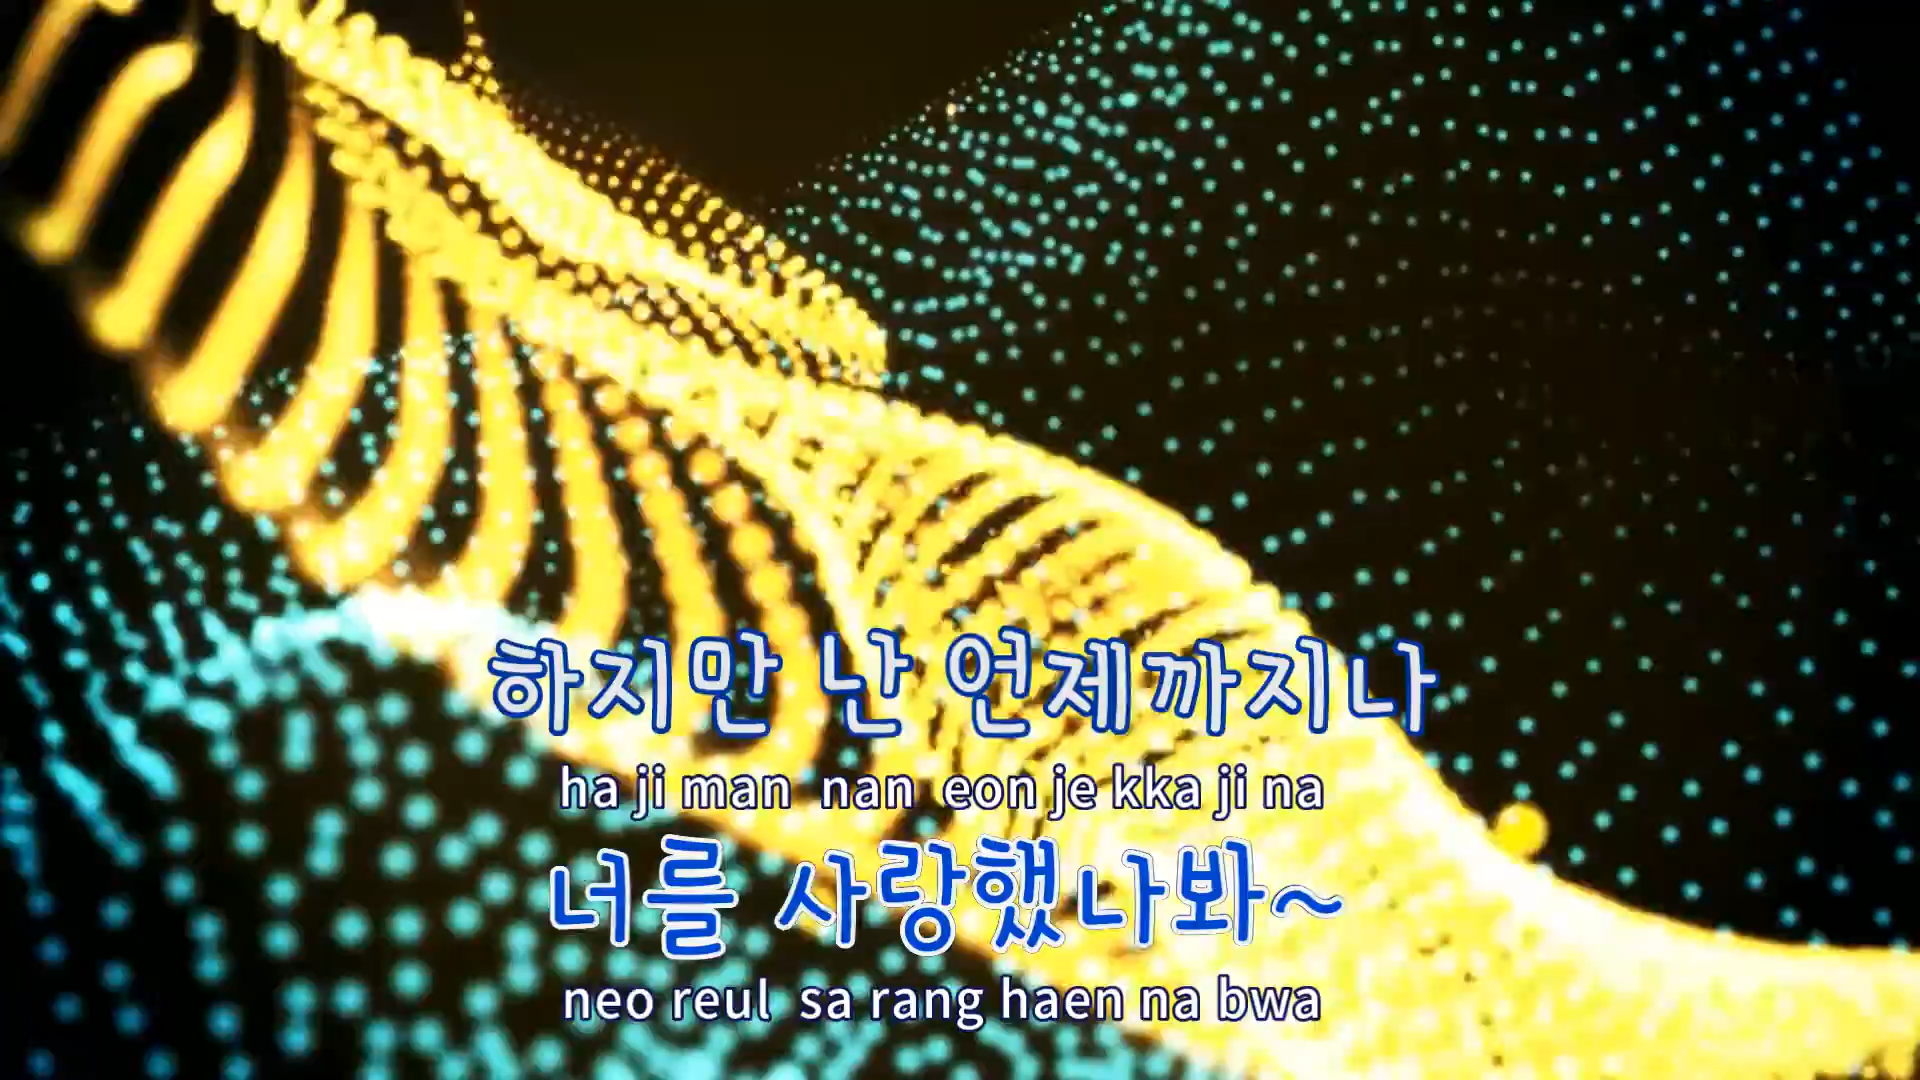 하지만 난 언제까지나
ha ji man nan eon je kka ji na
너를 사랑했나봐~
neo reul sa rang haen na bwa